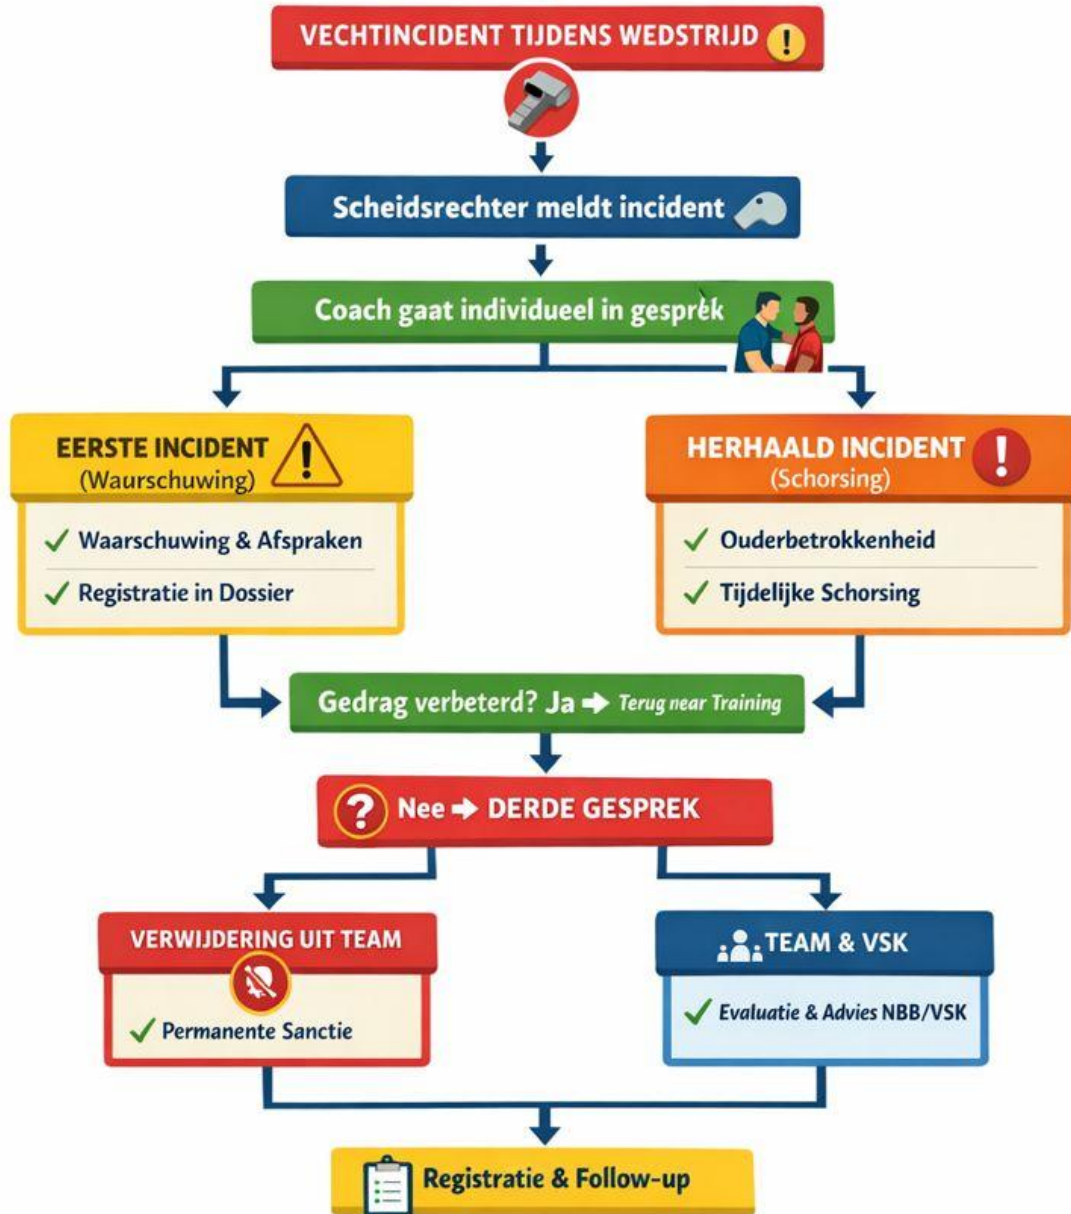 VECHTINCIDENT TIJDENS WEDSTRIJD
Scheidsrechter meldt incident
Coach gaat individueel in gesprek
EERSTE INCIDENT
(Waurschuwing)
Waarschuwing & Afspraken
Registratie in Dossier
HERHAALD INCIDENT
(Schorsing)
Ouderbetrokkenheid
Tijdelijke Schorsing
Gedrag verbeterd? Ja ➡ Terug near Training
Nee ➡ DERDE GESPREK
VERWIJDERING UIT TEAM
Permanente Sanctie
TEAM & VSK
Evaluatie & Advies NBB/VSK
Registratie & Follow-up